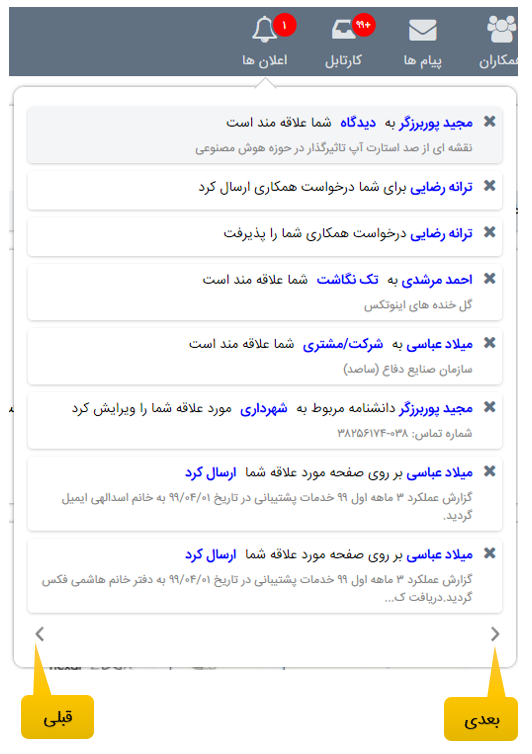 ۱
+۹۹
همکاران
پیام ها
کارتابل
اعلان ها
مجید پوربرزگر به دیدگاه شما علاقه مند است
نقشه ای از صد استارت آپ تاثیرگذار در حوزه هوش مصنوعی
ترانه رضایی برای شما درخواست همکاری ارسال کرد
ترانه رضایی درخواست همکاری شما را پذیرفت
احمد مرشدی به تک نگاشت شما علاقه مند است
گل خنده های اینوتکس
میلاد عباسی به شرکت/مشتری شما علاقه مند است
سازمان صنایع دفاع (ساصد)
مجید پوربرزگر دانشنامه مربوط به شهرداری مورد علاقه شما را ویرایش کرد
شماره تماس: ۰۳۸-۳۸۲۵۶۱۷۴
میلاد عباسی بر روی صفحه مورد علاقه شما ارسال کرد
گزارش عملکرد ۳ ماهه اول ۹۹ خدمات پشتیبانی در تاریخ ۹۹/۰۴/۰۱ به خانم اسدالهی ایمیل
گردید.
میلاد عباسی بر روی صفحه مورد علاقه شما ارسال کرد
گزارش عملکرد ۳ ماهه اول ۹۹ خدمات پشتیبانی در تاریخ ۹۹/۰۴/۰۱ به دفتر خانم هاشمی فکس
گردید.دریافت ک...
بعدی
قبلی